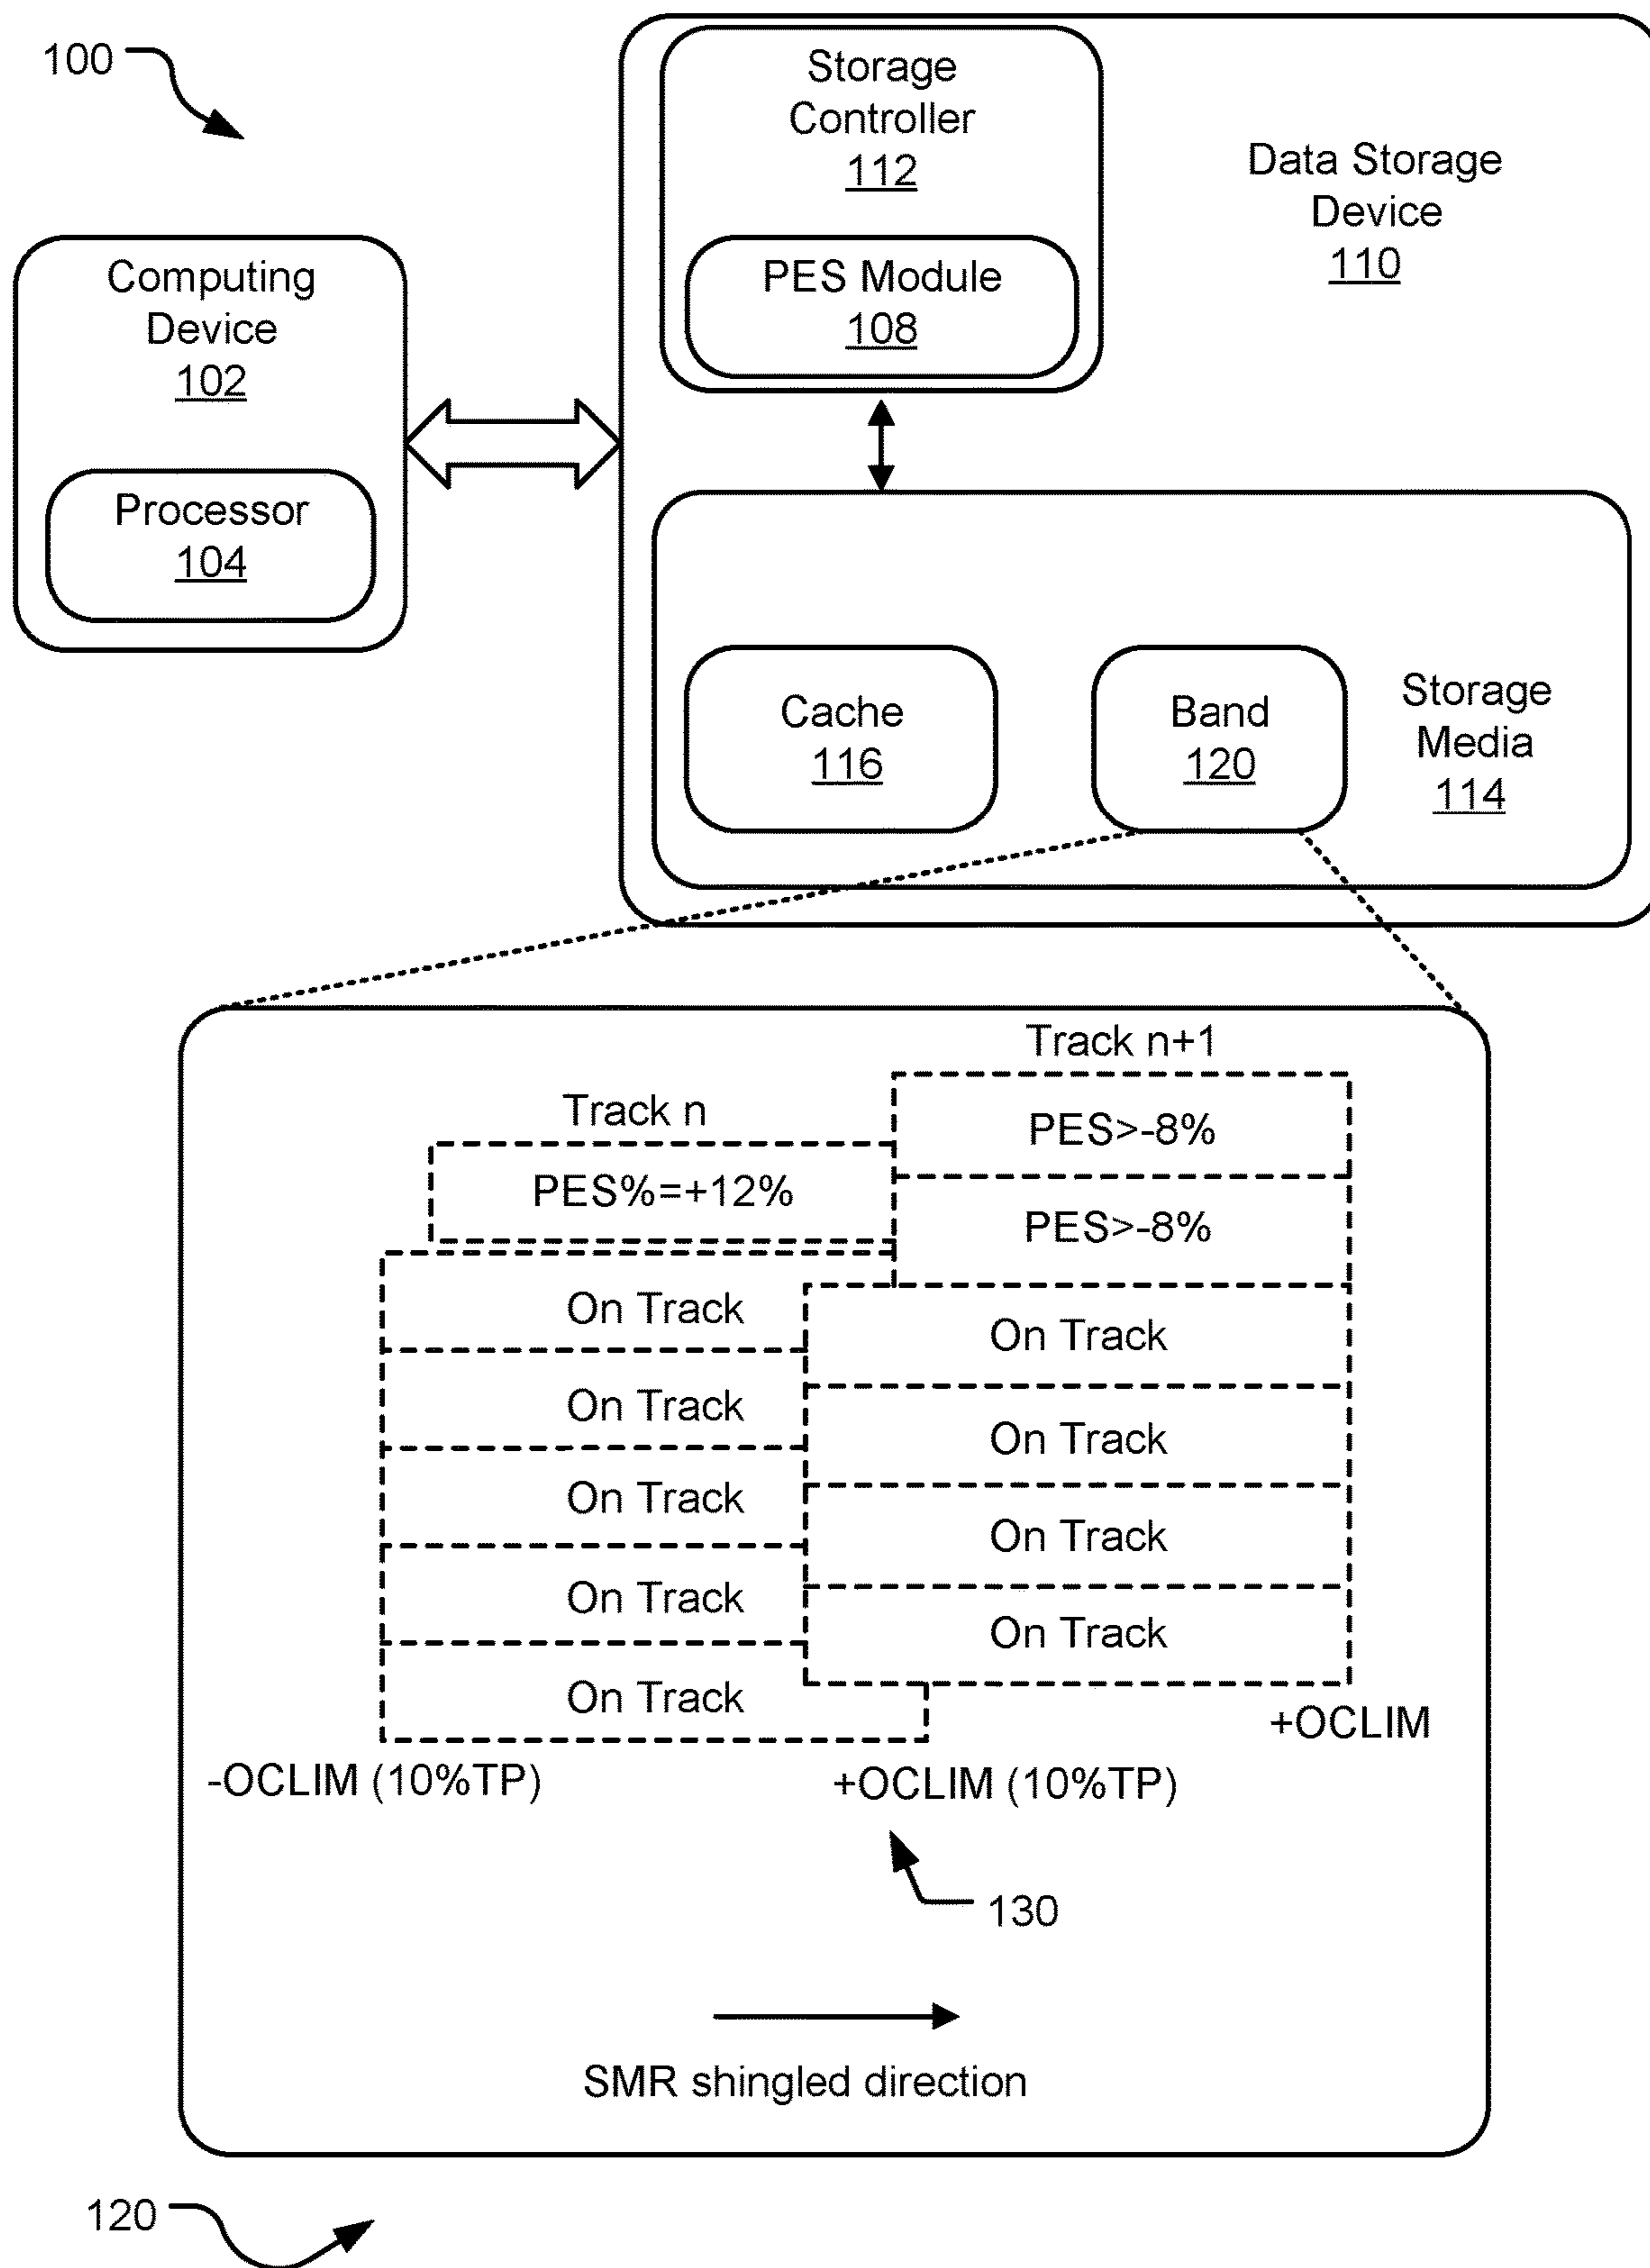 100
Storage
Controller
112
PES Module
108
Data Storage
Device
110
Computing
Device
102
Processor
104
Cache
116
Band
120
Storage
Media
114
Track n+1
PES>-8%
PES>-8%
On Track
On Track
On Track
On Track
+OCLIM
Track n
PES%=+12%
On Track
On Track
On Track
On Track
On Track
-OCLIM (10%TP)
+OCLIM (10%TP)
130
SMR shingled direction
120